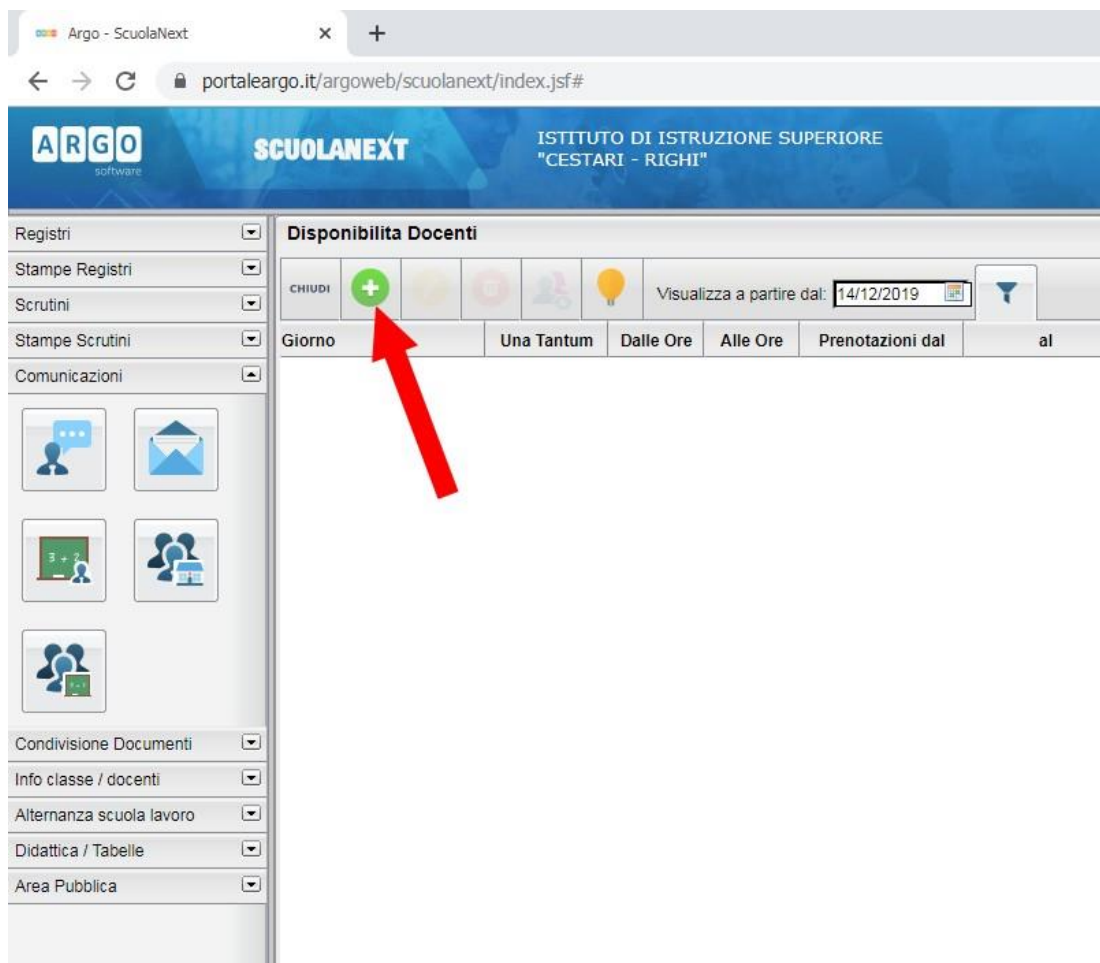 Argo - ScuolaNext
portaleargo.it/argoweb/scuolanext/index.jsf#
ARGO
software
SCUOLANEXT
ISTITUTO DI ISTRUZIONE SUPERIORE
"CESTARI - RIGHI"
Registri
Stampe Registri
Scrutini
Stampe Scrutini
Comunicazioni
3 + 2
Condivisione Documenti
Info classe / docenti
Alternanza scuola lavoro
Didattica / Tabelle
Area Pubblica
Disponibilita Docenti
CHIUDI
Visualizza a partire dal: 14/12/2019
Giorno Una Tantum Dalle Ore Alle Ore Prenotazioni dal al